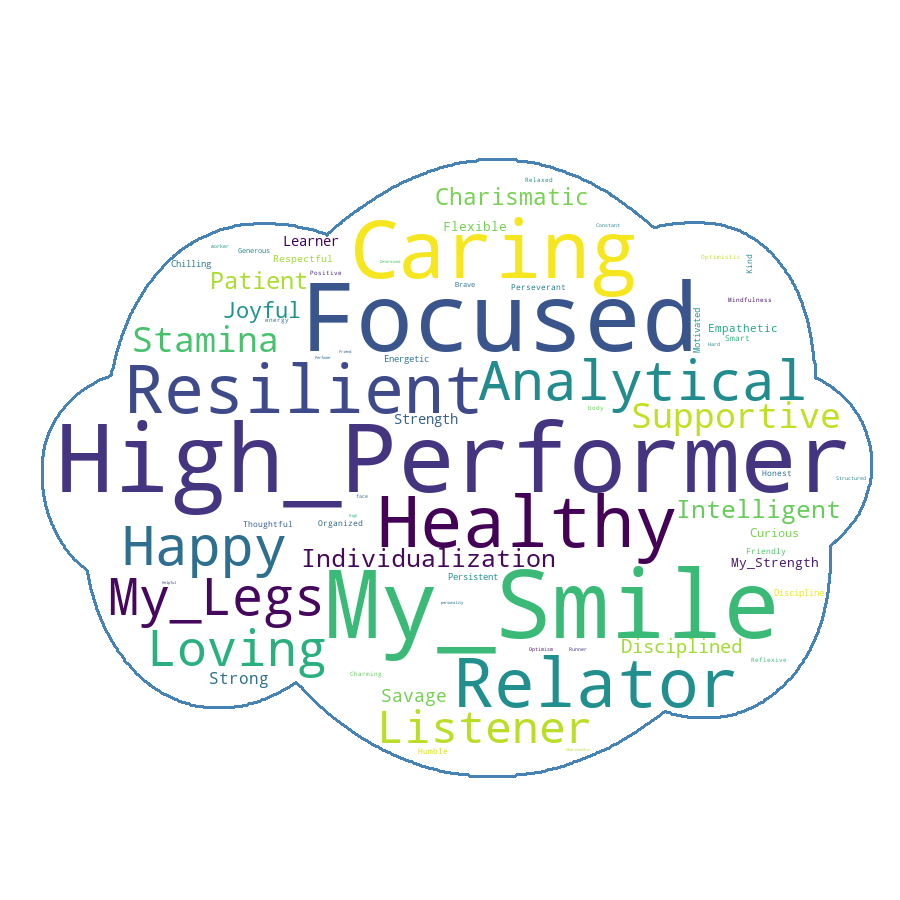 Relaxed
Charismatic
Flexible
Constant
Caring
Learner
worker
Generous
Respectful
Chilling
Optimistic
Kind
Positive
Patient
Focused
Brave
Perseverant
Mindfulness
Joyful
energy
Motivated
Empathetic
Smart
Hard
Stamina
Friend
Energetic
Resilient
Analytical
body
Supportive
Strength
High_Performer
Honest
Structured
face
Healthy
Intelligent
Thoughtful
Organized
Curious
Happy
Individualization
Friendly
My_Strength
Persistent
Helpful
My_Legs
My_Smile
Discipline
personality
Loving
Optimism
Runner
Disciplined
Reflexive
Charming
Strong
Relator
Savage
Listener
Humble